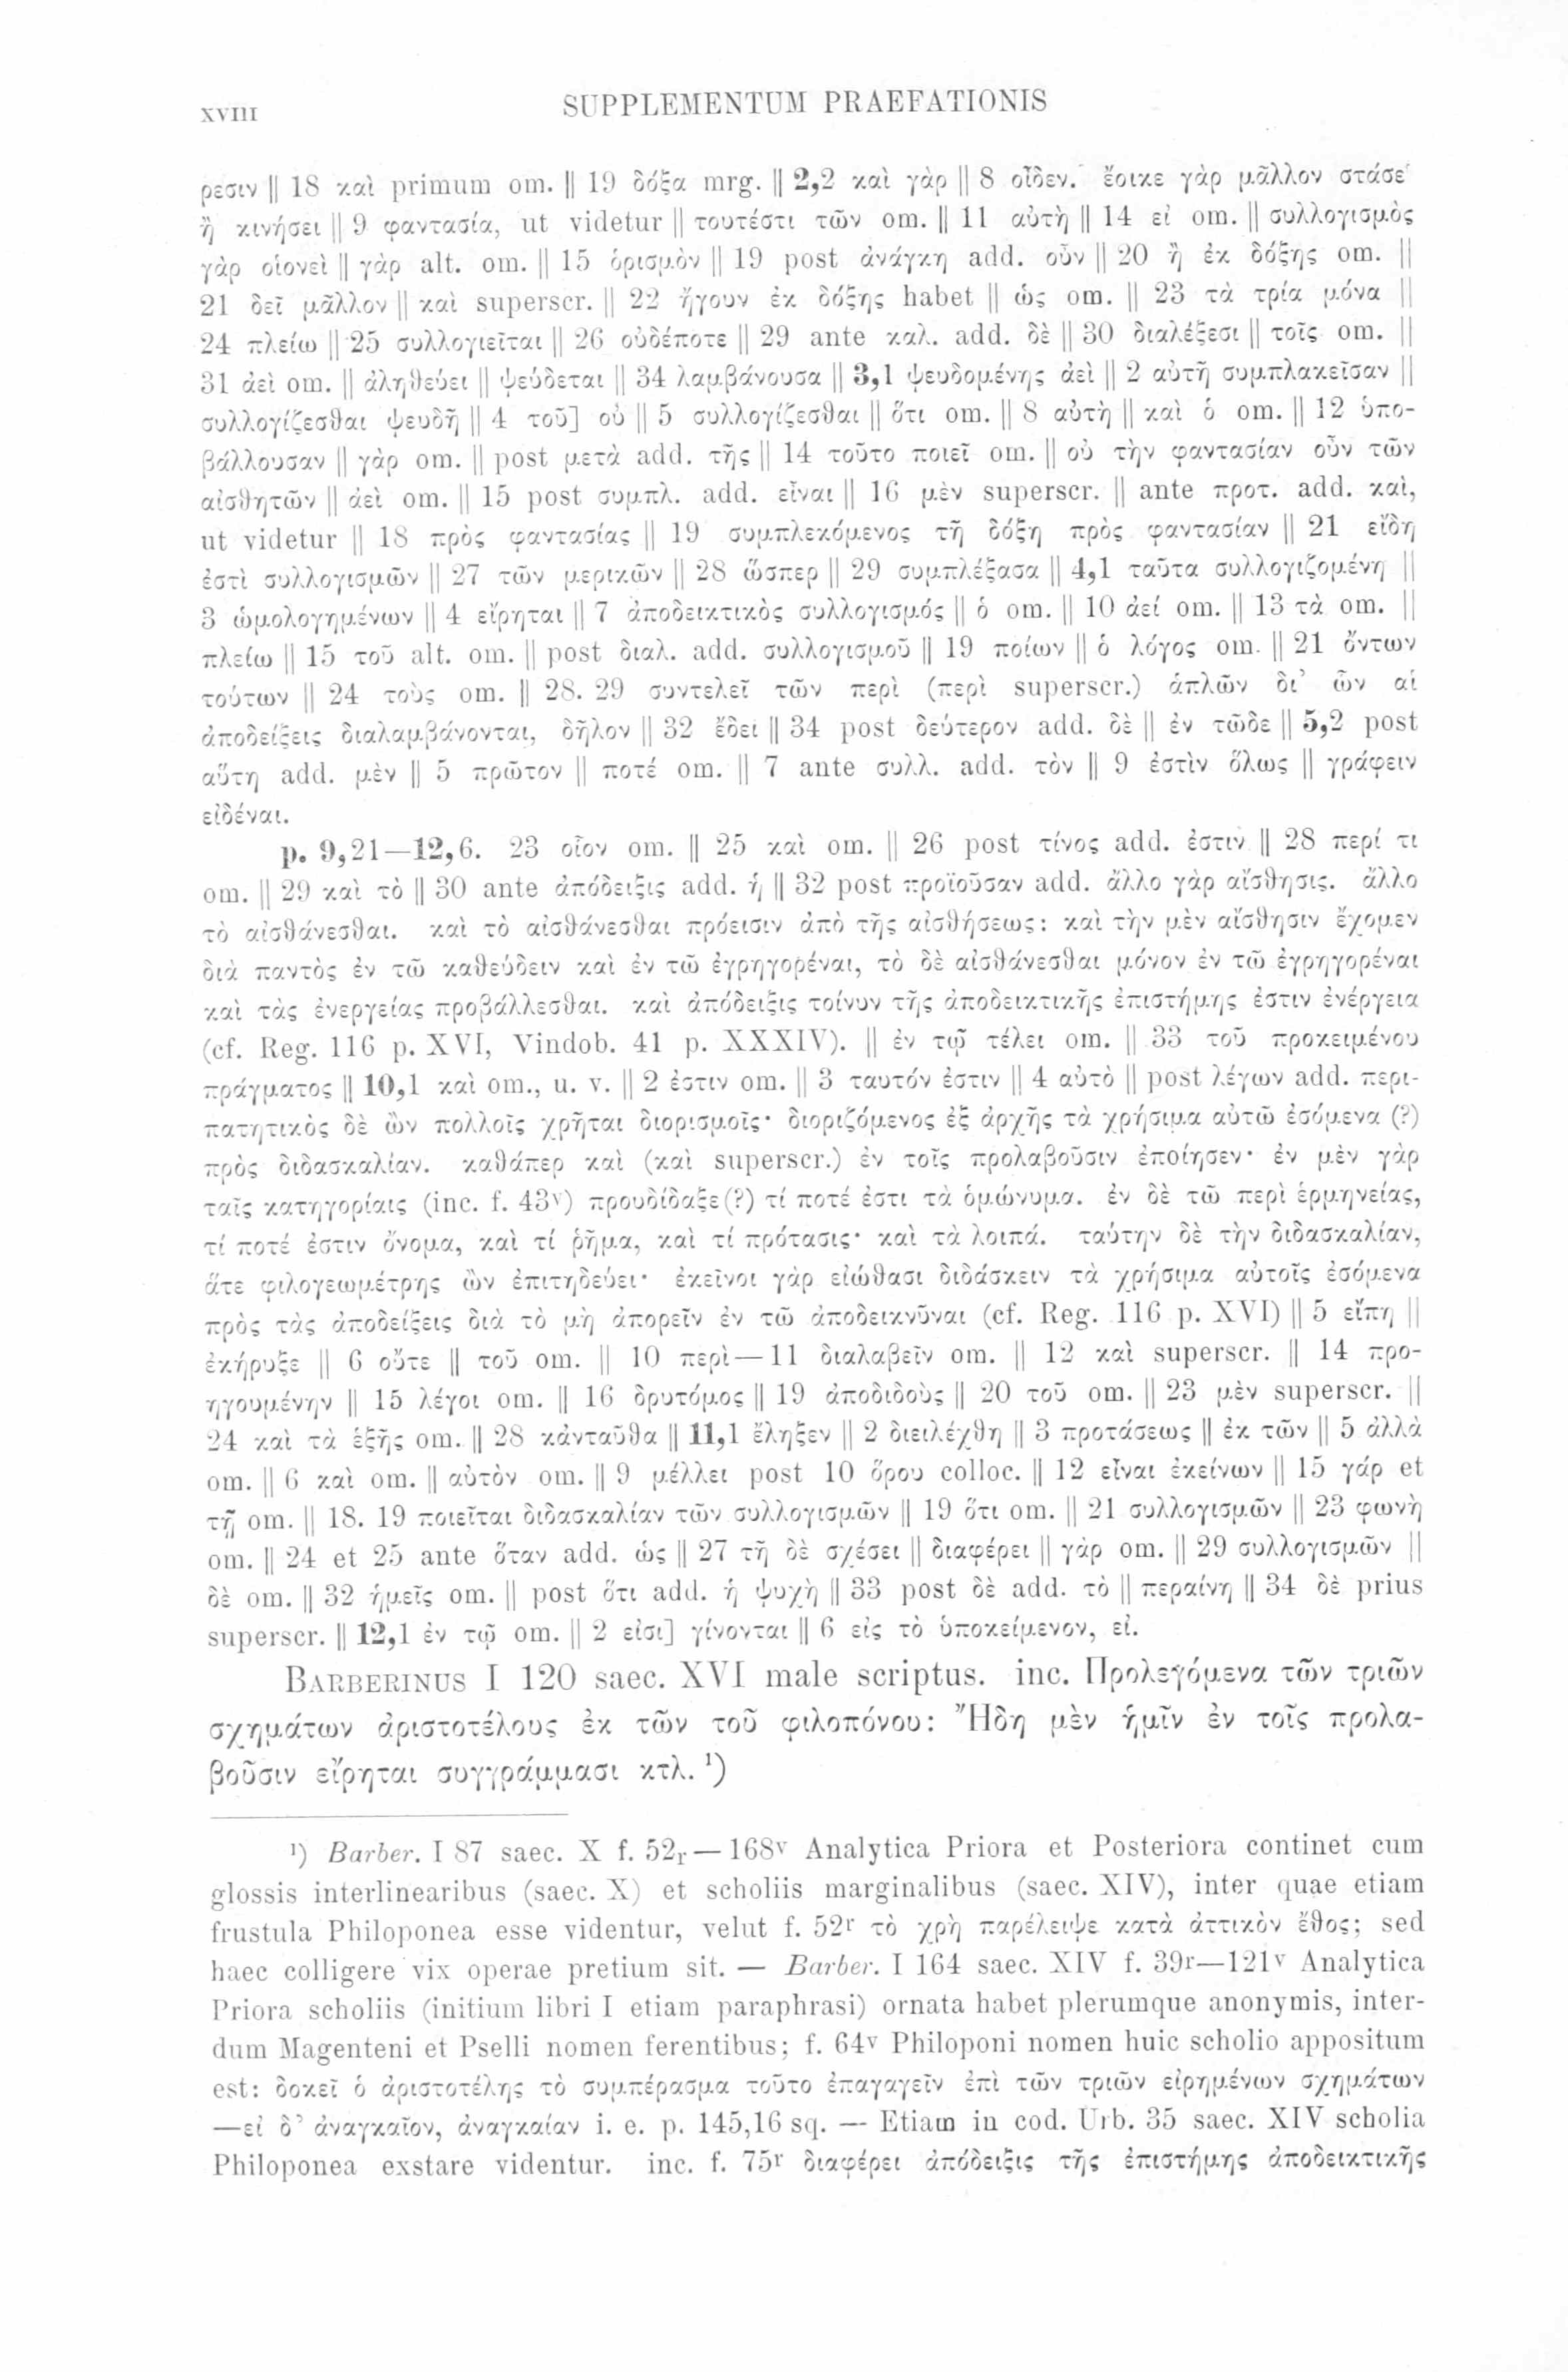 XVIII SUPPLEMENTUM PRAEFATIONIS
ρεσιν || 18 καὶ primum om. || 19 δόξα mrg. || 2,2 καὶ γὰρ || 8 οἶδεν. ἔοικε γὰρ μᾶλλον στάσει
ἢ κινήσει || 9 φαντασία, ut videtur || τουτέστι τῶν om. || 11 αὐτὴ || 14 εἰ om. || συλλογισμὸς
γὰρ οἱονεὶ || γὰρ alt. om. || 15 ὁρισμὸν || 19 post ἀνάγκη add. οὖν || 20 ἢ ἐκ δόξης om. ||
21 δεῖ μᾶλλον || καὶ superscr. || 22 ἤγουν ἐκ δόξης habet || ὡς om. || 23 τὰ τρία μόνα ||
24 πλείω || 25 συλλογιεῖται || 26 οὐδέποτε || 29 ante καλ. add. δὲ || 30 διαλέξεσι || τοῖς om. ||
31 ἀεὶ om. || ἀληθεύει || ψεύδεται || 34 λαμβάνουσα || 3,1 ψευδομένης ἀεὶ || 2 αὐτῆ συμπλακεῖσαν ||
συλλογίζεσθαι ψευδῆ || 4 τοῦ] οὐ || 5 συλλογίζεσθαι || ὅτι om. || 8 αὐτὴ || καὶ ὁ om. || 12 ὑπο-
βάλλουσαν || γὰρ om. || post μετὰ add. τῆς || 14 τοῦτο ποιεῖ om. || οὐ τὴν φαντασίαν οὖν τῶν
αἰσθητῶν || ἀεὶ om. || 15 post συμπλ. add. εἶναι || 16 μὲν superscr. || ante προτ. add. καὶ,
ut videtur || 18 πρὸς φαντασίας || 19 συμπλεκόμενος τῆ δόξη πρὸς φαντασίαν || 21 εἴδη
ἐστὶ συλλογισμῶν || 27 τῶν μερικῶν || 28 ὥσπερ || 29 συμπλέξασα || 4,1 ταῦτα συλλογιζομένη ||
3 ὡμολογημένων || 4 εἴρηται || 7 ἀποδεικτικὸς συλλογισμός || ὁ om. || 10 ἀεί om. || 13 τὰ om. ||
πλείω || 15 τοῦ alt. om. || post διαλ. add. συλλογισμοῦ || 19 ποίων || ὁ λόγος om. || 21 ὄντων
τούτων || 24 τοὺς om. || 28. 29 συντελεῖ τῶν περὶ (περὶ superscr.) ἁπλῶν δι’ ὧν αἱ
ἀποδείξεις διαλαμβάνονται, δῆλον || 32 ἔδει || 34 post δεύτερον add. δὲ || ἐν τῶδε || 5,2 post
αὕτη add. μὲν || 5 πρῶτον || ποτέ om. || 7 ante συλλ. add. τὸν || 9 ἐστὶν ὅλως || γράφειν
εἰδέναι.
p. 9,21—12,6. 23 οἷον om. || 25 καὶ om. || 26 post τίνος add. ἐστιν || 28 περί τι
om. || 29 καὶ τὸ || 30 ante ἀπόδειξις add. ἡ || 32 post προϊοῦσαν add. ἄλλο γὰρ αἴσθησις. ἄλλο
τὸ αἰσθάνεσθαι. καὶ τὸ αἰσθάνεσθαι πρόεισιν ἀπὸ τῆς αἰσθήσεως: καὶ τὴν μὲν αἴσθησιν ἔχομεν
διὰ παντὸς ἐν τῶ καθεύδειν καὶ ἐν τῶ ἐγρηγορέναι, τὸ δὲ αἰσθάνεσθαι μόνον ἐν τῶ ἐγρηγορέναι
καὶ τὰς ἐνεργείας προβάλλεσθαι. καὶ ἀπόδειξις τοίνυν τῆς ἀποδεικτικῆς ἐπιστήμης ἐστιν ἐνέργεια
(cf. Reg. 116 p. XVI, Vindob. 41 p. XXXIV). || ἐν τῷ τέλει om. || 33 τοῦ προκειμένου
πράγματος || 10,1 καὶ om., u. v. || 2 ἐστιν om. || 3 ταυτόν ἐστιν || 4 αὐτὸ || post λέγων add. περι-
πατητικὸς δὲ ὢν πολλοῖς χρῆται διορισμοῖς· διοριζόμενος ἐξ ἀρχῆς τὰ χρήσιμα αὐτῶ ἐσόμενα (?)
πρὸς διδασκαλίαν. καθάπερ καὶ (καὶ superscr.) ἐν τοῖς προλαβοῦσιν ἐποίησεν· ἐν μὲν γὰρ
ταῖς κατηγορίαις (inc. f. 43v) προυδίδαξε(?) τί ποτέ ἐστι τὰ ὁμώνυμα. ἐν δὲ τῶ περὶ ἑρμηνείας,
τί ποτέ ἐστιν ὄνομα, καὶ τί ῥῆμα, καὶ τί πρότασις· καὶ τὰ λοιπά. ταύτην δὲ τὴν διδασκαλίαν,
ἅτε φιλογεωμέτρης ὢν ἐπιτηδεύει· ἐκεῖνοι γὰρ εἰώθασι διδάσκειν τὰ χρήσιμα αὐτοῖς ἐσόμενα
πρὸς τὰς ἀποδείξεις διὰ τὸ μὴ ἀπορεῖν ἐν τῶ ἀποδεικνῦναι (cf. Reg. 116 p. XVI) || 5 εἴπη ||
ἐκήρυξε || 6 οὔτε || τοῦ om. || 10 περὶ—11 διαλαβεῖν om. || 12 καὶ superscr. || 14 προ-
ηγουμένην || 15 λέγοι om. || 16 δρυτόμος || 19 ἀποδιδοὺς || 20 τοῦ om. || 23 μὲν superscr. ||
24 καὶ τὰ ἑξῆς om. || 28 κἀνταῦθα || 11,1 ἔληξεν || 2 διειλέχθη || 3 προτάσεως || ἐκ τῶν || 5 ἀλλὰ
om. || 6 καὶ om. || αὐτὸν om. || 9 μέλλει post 10 ὅρου colloc. || 12 εἶναι ἐκείνων || 15 γάρ et
τῇ om. || 18. 19 ποιεῖται διδασκαλίαν τῶν συλλογισμῶν || 19 ὅτι om. || 21 συλλογισμῶν || 23 φωνὴ
om. || 24 et 25 ante ὅταν add. ὡς || 27 τῆ δὲ σχέσει || διαφέρει || γὰρ om. || 29 συλλογισμῶν ||
δὲ om. || 32 ἡμεῖς om. || post ὅτι add. ἡ ψυχὴ || 33 post δὲ add. τὸ || περαίνη || 34 δὲ prius
superscr. || 12,1 ἐν τῷ om. || 2 εἰσι] γίνονται || 6 εἰς τὸ ὑποκείμενον, εἰ.
BARBERINUS I 120 saec. XVI male scriptus. inc. Προλεγόμενα τῶν τριῶν
σχημάτων ἀριστοτέλους ἐκ τῶν τοῦ φιλοπόνου: Ἤδη μὲν ἡμῖν ἐν τοῖς προλα-
βοῦσιν εἴρηται συγγράμμασι κτλ. ¹)
¹) Barber. I 87 saec. X f. 52r—168v Analytica Priora et Posteriora continet cum
glossis interlinearibus (saec. X) et scholiis marginalibus (saec. XIV), inter quae etiam
frustula Philoponea esse videntur, velut f. 52r τὸ χρὴ παρέλειψε κατὰ ἀττικὸν ἔθος; sed
haec colligere vix operae pretium sit. — Barber. I 164 saec. XIV f. 39r—121v Analytica
Priora scholiis (initium libri I etiam paraphrasi) ornata habet plerumque anonymis, inter-
dum Magenteni et Pselli nomen ferentibus; f. 64v Philoponi nomen huic scholio appositum
est: δοκεῖ ὁ ἀριστοτέλης τὸ συμπέρασμα τοῦτο ἐπαγαγεῖν ἐπὶ τῶν τριῶν εἰρημένων σχημάτων
—εἰ δ’ ἀναγκαῖον, ἀναγκαίαν i. e. p. 145,16 sq. — Etiam in cod. Urb. 35 saec. XIV scholia
Philoponea exstare videntur. inc. f. 75r διαφέρει ἀπόδειξις τῆς ἐπιστήμης ἀποδεικτικῆς